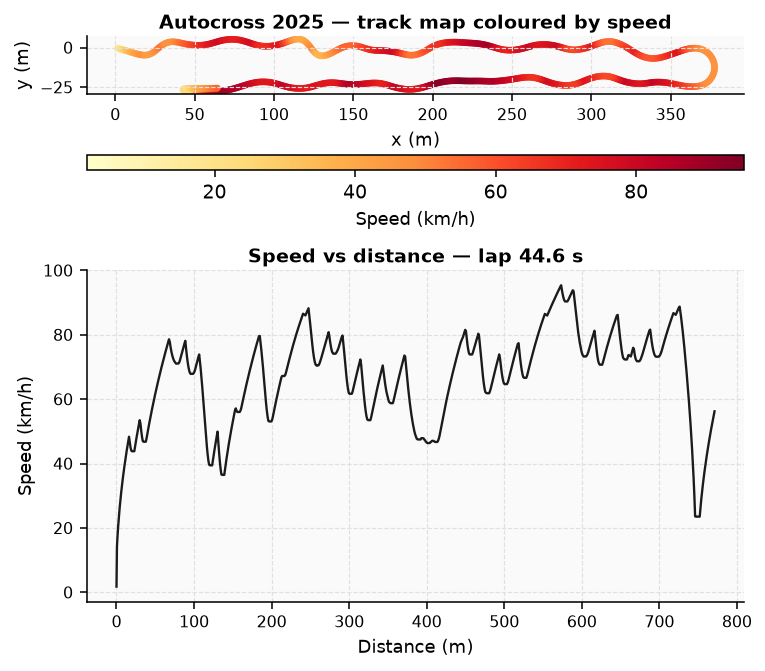 Autocross 2025 — track map coloured by speed
y (m)
0
−25
0 50 100 150 200 250 300 350
x (m)
20 40 60 80
Speed (km/h)
Speed vs distance — lap 44.6 s
Speed (km/h)
100
80
60
40
20
0
0 100 200 300 400 500 600 700 800
Distance (m)